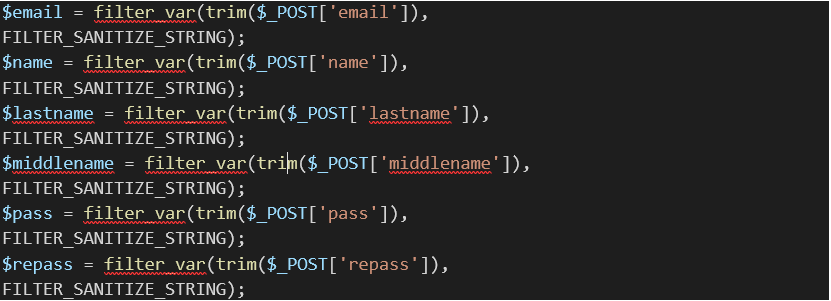 $email = filter_var(trim($_POST['email']),
FILTER_SANITIZE_STRING);
$name = filter_var(trim($_POST['name']),
FILTER_SANITIZE_STRING);
$lastname = filter_var(trim($_POST['lastname']),
FILTER_SANITIZE_STRING);
$middlename = filter_var(trim($_POST['middlename']),
FILTER_SANITIZE_STRING);
$pass = filter_var(trim($_POST['pass']),
FILTER_SANITIZE_STRING);
$repass = filter_var(trim($_POST['repass']),
FILTER_SANITIZE_STRING);